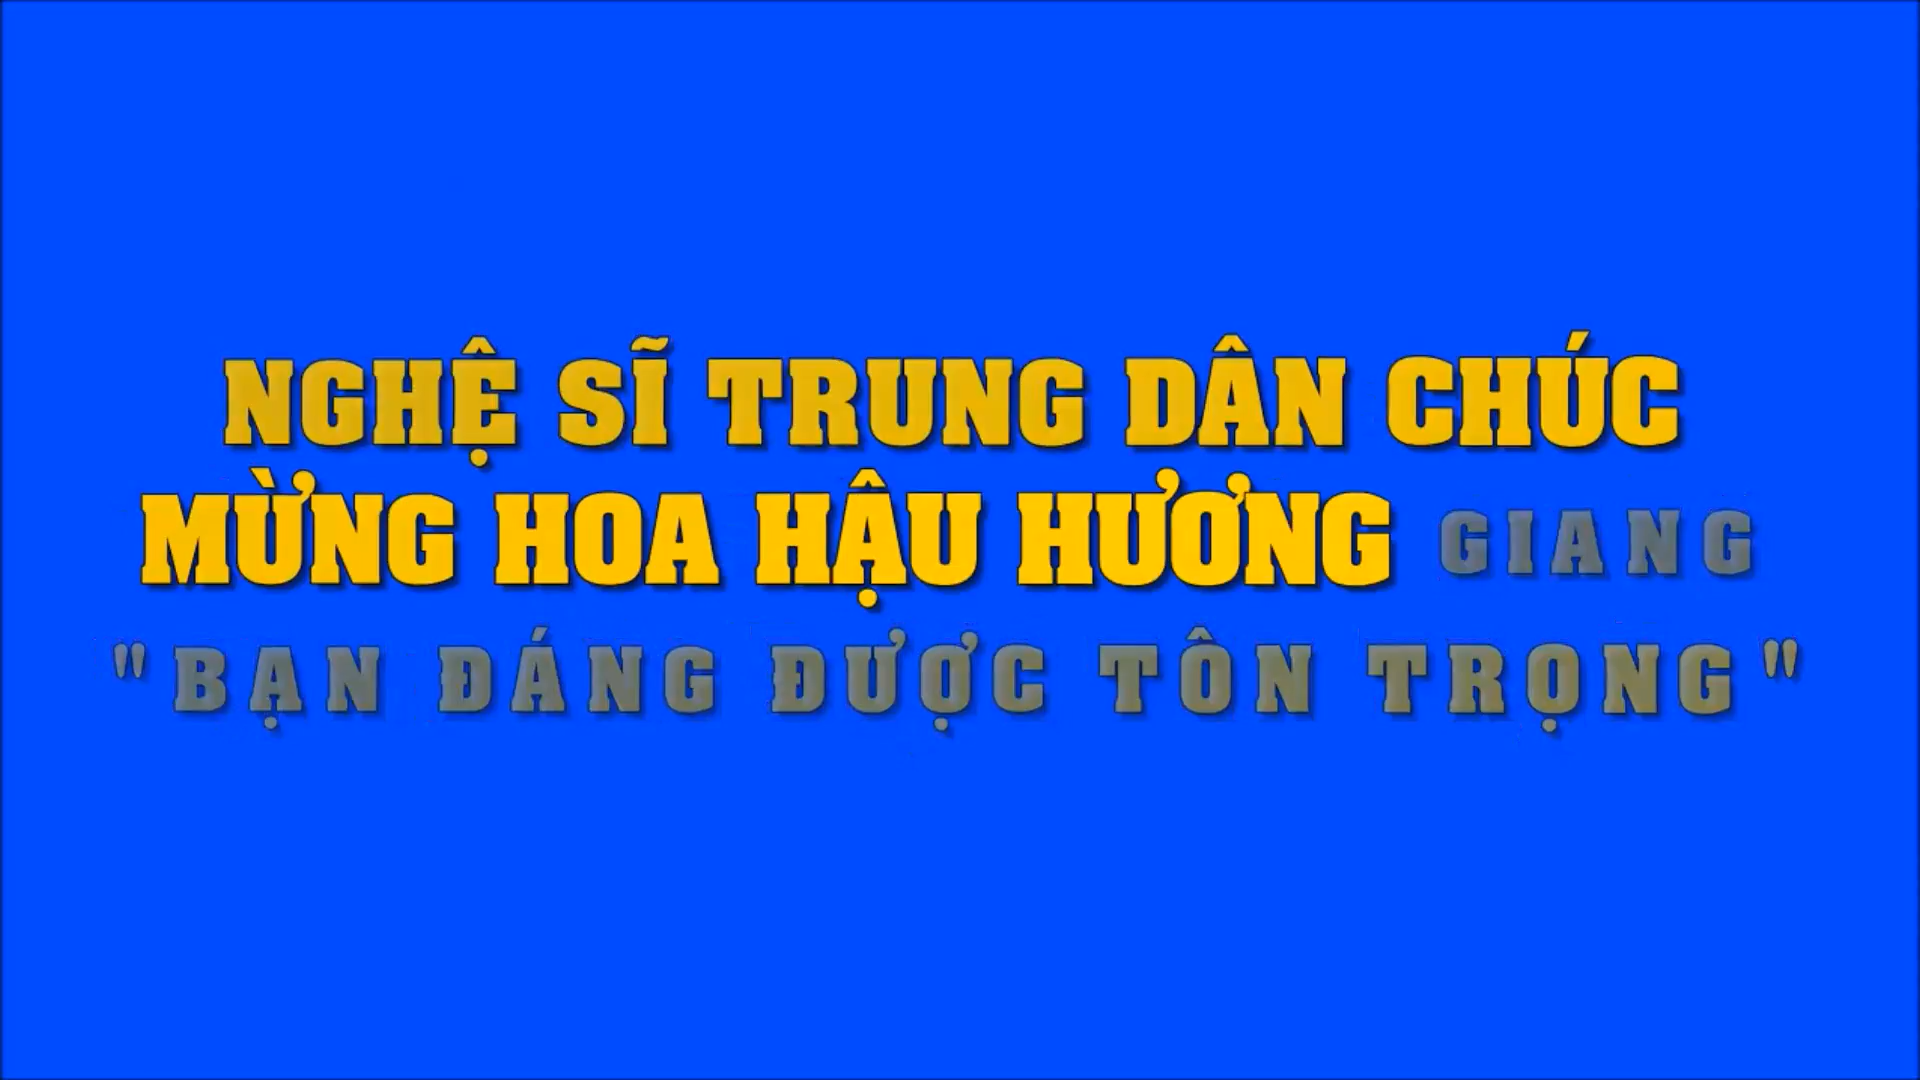 NGHỆ SĨ TRUNG DÂN CHÚC
MỪNG HOA HẬU HƯƠNG GIANG
"BẠN ĐÁNG ĐƯỢC TÔN TRỌNG"